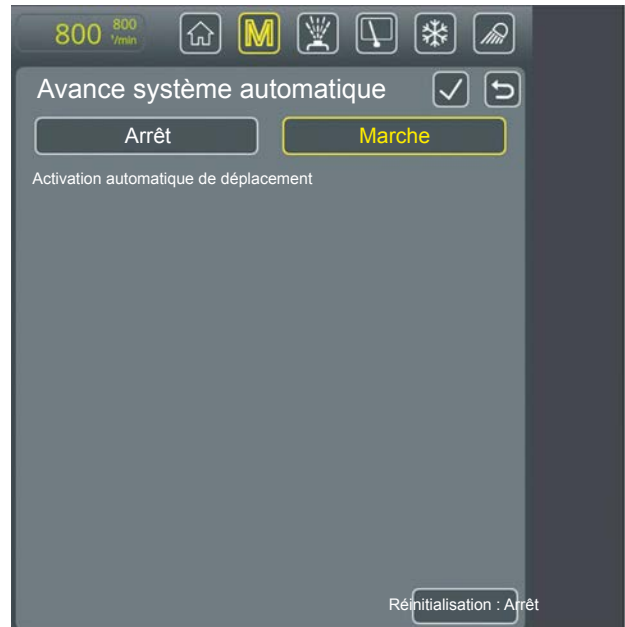 800 800 ¹/min
M
Avance système automatique
Arrêt Marche
Activation automatique de déplacement
Réinitialisation : Arrêt